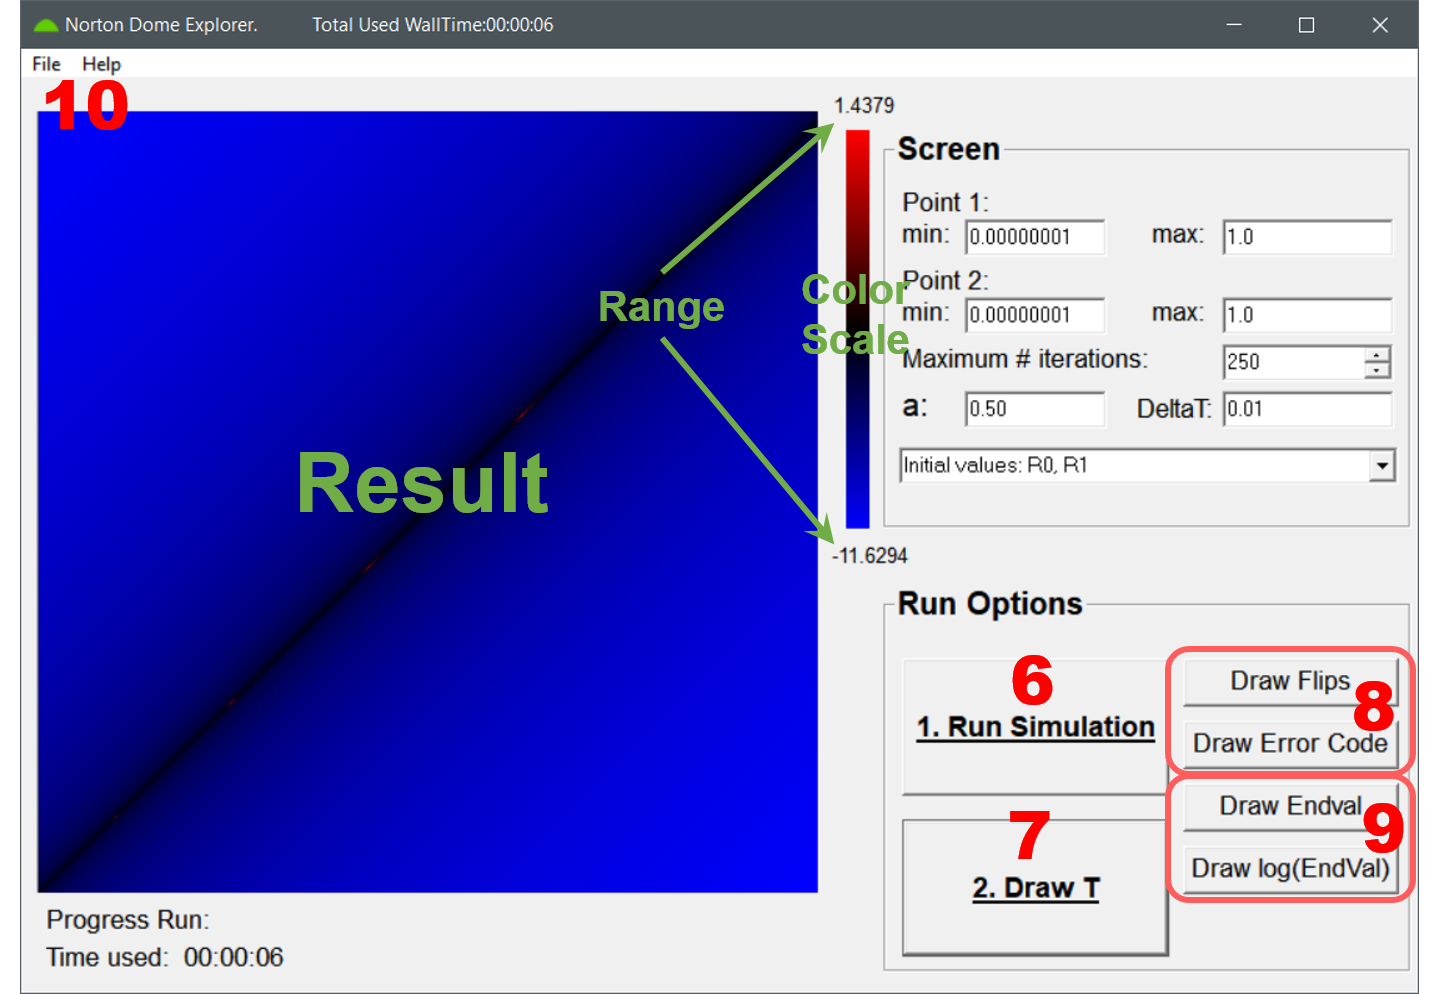 Norton Dome Explorer. Total Used WallTime:00:00:06
File Help
10
1.4379
Screen
Point 1:
min: 0.00000001 max: 1.0
Point 2:
min: 0.00000001 max: 1.0
Range
Color
Scale
Maximum # iterations: 250
a: 0.50 DeltaT: 0.01
Initial values: R0, R1
Result
-11.6294
Run Options
6
1. Run Simulation
Draw Flips
8
Draw Error Code
7
2. Draw T
Draw Endval
9
Draw log(EndVal)
Progress Run:
Time used: 00:00:06